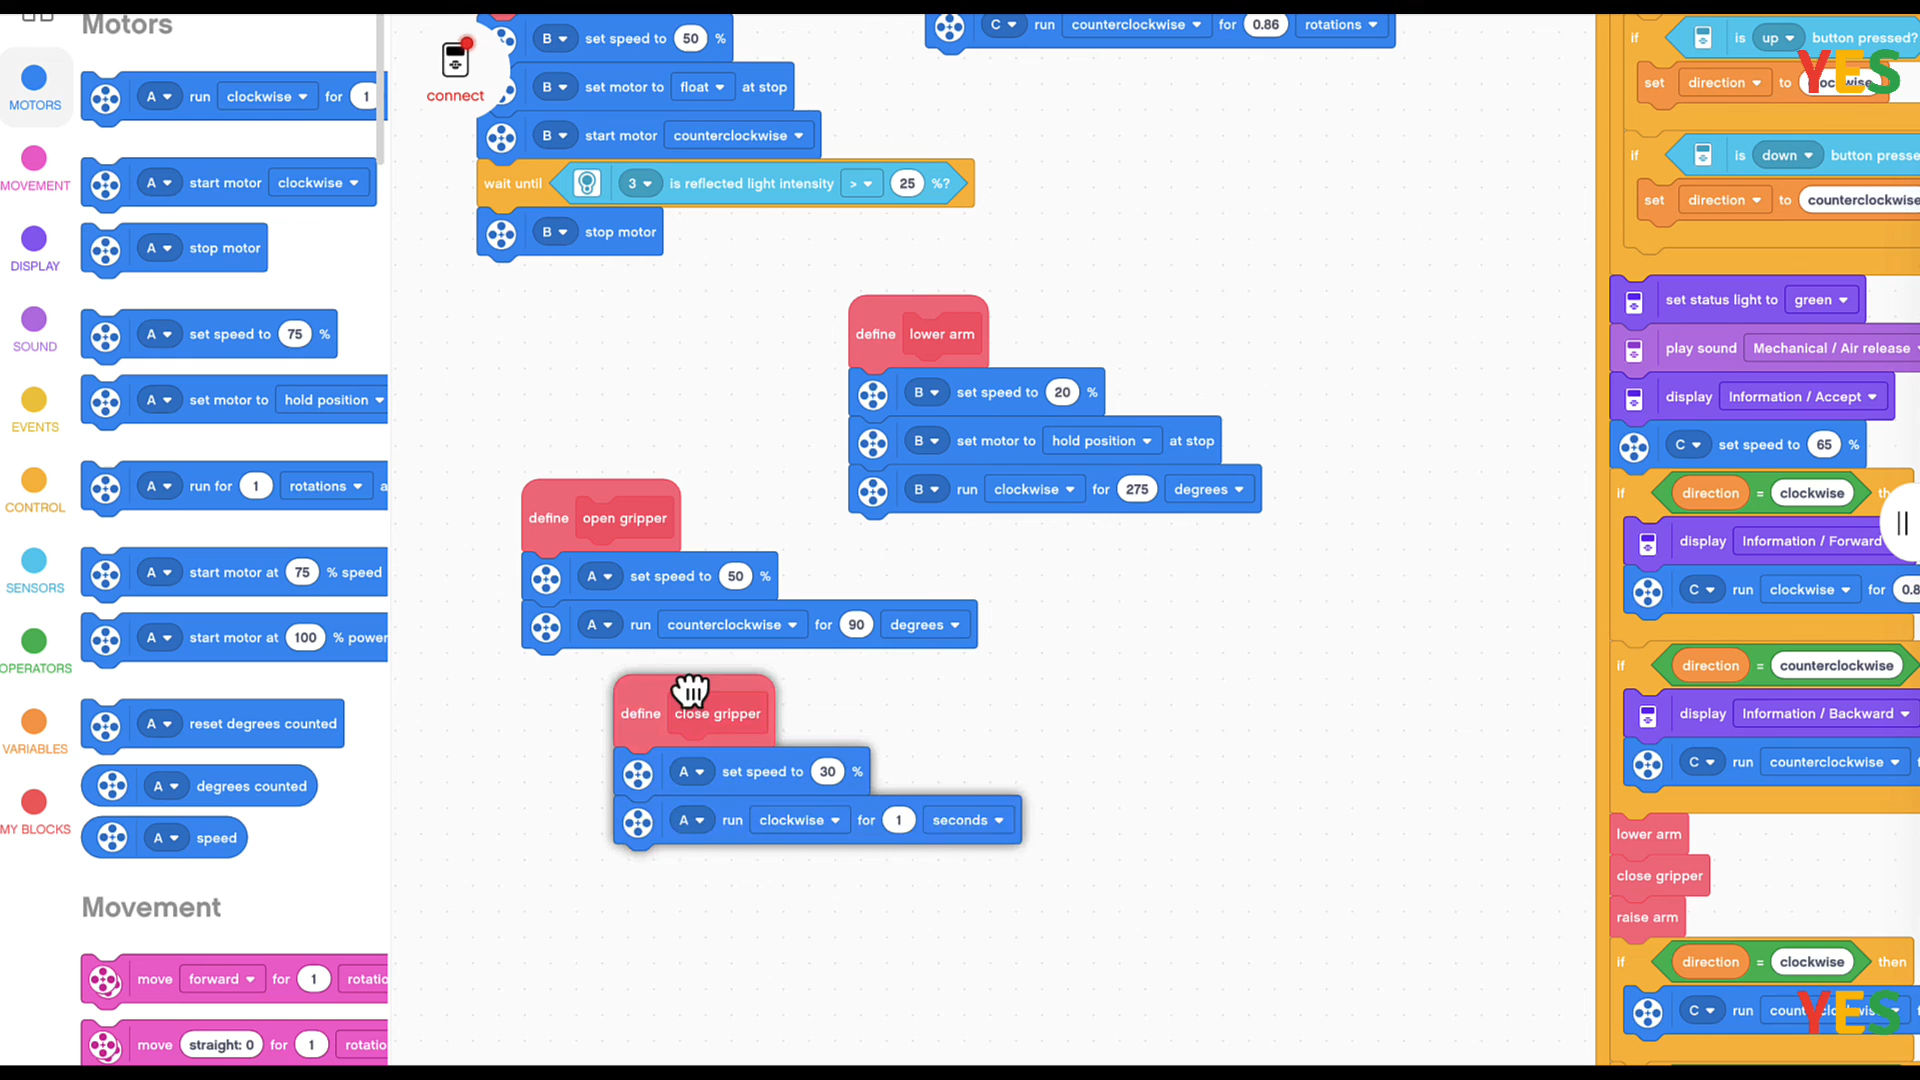 Motors
MOTORS
MOVEMENT
DISPLAY
SOUND
EVENTS
CONTROL
SENSORS
OPERATORS
VARIABLES
MY BLOCKS
A run clockwise for 1
A start motor clockwise
A stop motor
A set speed to 75 %
A set motor to hold position
A run for 1 rotations a
A start motor at 75 % speed
A start motor at 100 % power
A reset degrees counted
A degrees counted
A speed
Movement
move forward for 1 rotatio
move straight: 0 for 1 rotatio
connect
B set speed to 50 %
B set motor to float at stop
B start motor counterclockwise
wait until 3 is reflected light intensity > 25 %?
B stop motor
C run counterclockwise for 0.86 rotations
define lower arm
B set speed to 20 %
B set motor to hold position at stop
B run clockwise for 275 degrees
define open gripper
A set speed to 50 %
A run counterclockwise for 90 degrees
define close gripper
A set speed to 30 %
A run clockwise for 1 seconds
if is up button pressed?
YES
set direction to clockwise
if is down button presse
set direction to counterclockwise
set status light to green
play sound Mechanical / Air release
display Information / Accept
C set speed to 65 %
if direction = clockwise th
display Information / Forward
C run clockwise for 0.8
if direction = counterclockwise
display Information / Backward
C run counterclockwise f
lower arm
close gripper
raise arm
if direction = clockwise then
C run counterclockwise f
YES